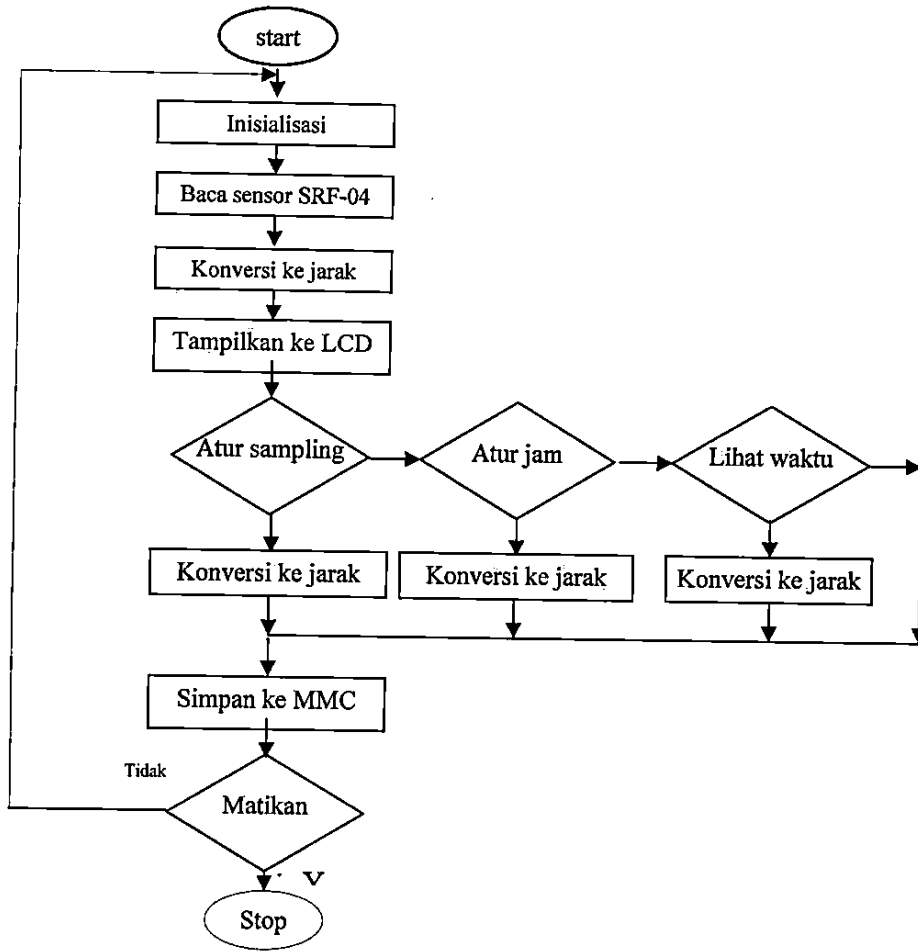 start
Inisialisasi
Baca sensor SRF-04
Konversi ke jarak
Tampilkan ke LCD
Atur sampling
Atur jam
Lihat waktu
Konversi ke jarak
Konversi ke jarak
Konversi ke jarak
Simpan ke MMC
Tidak
Matikan
Stop